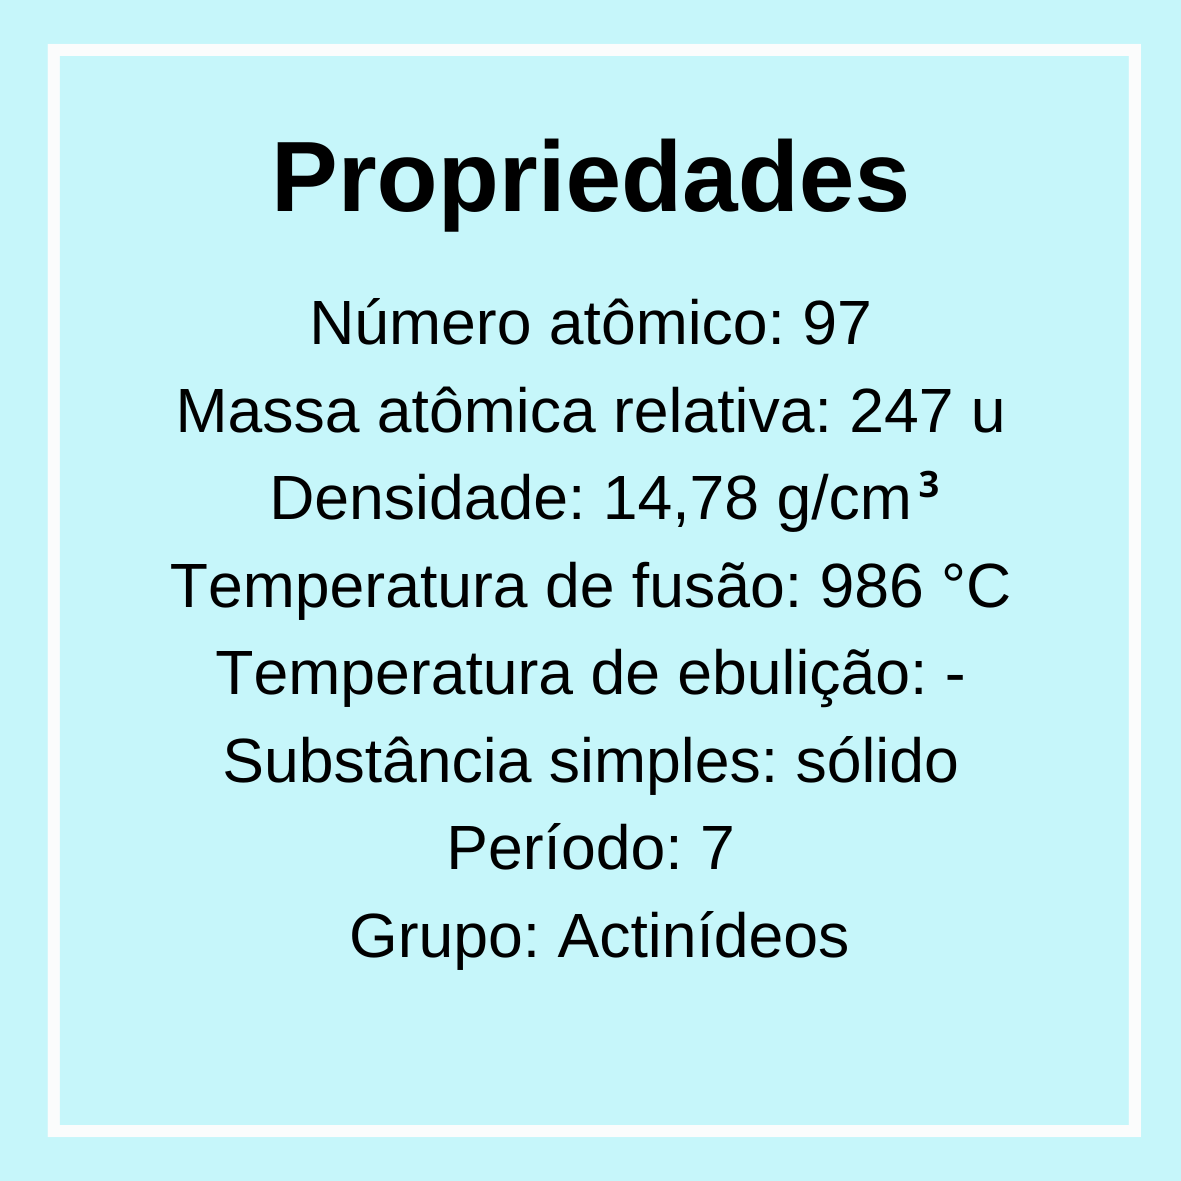 Propriedades
Número atômico: 97
Massa atômica relativa: 247 u
Densidade: 14,78 g/cm³
Temperatura de fusão: 986 °C
Temperatura de ebulição: -
Substância simples: sólido
Período: 7
Grupo: Actinídeos